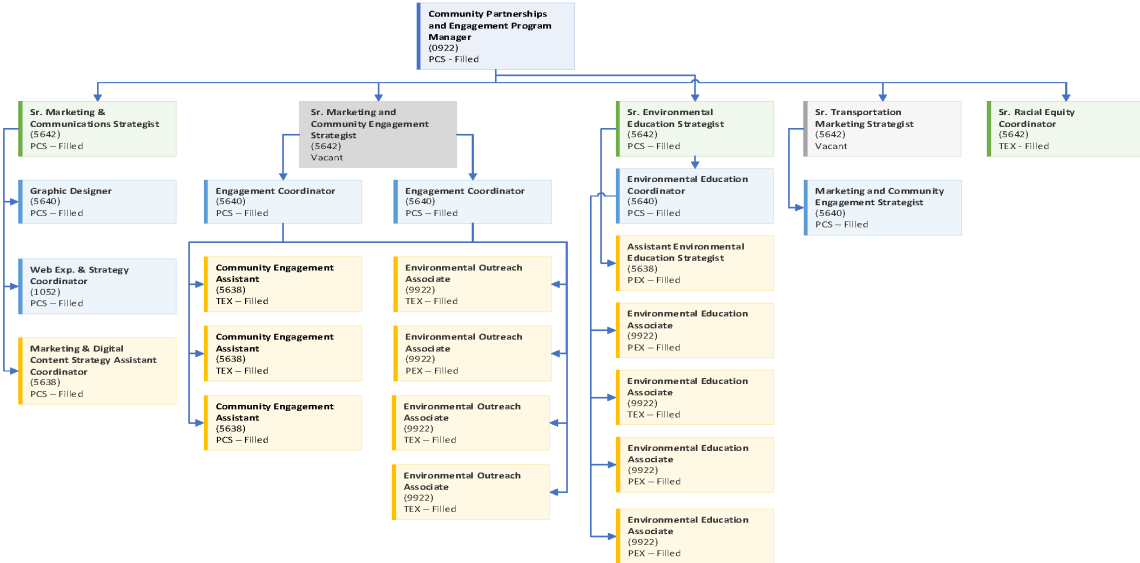 Community Partnerships
and Engagement Program
Manager
(0922)
PCS - Filled
Sr. Marketing &
Communications Strategist
(5642)
PCS – Filled
Graphic Designer
(5640)
PCS – Filled
Web Exp. & Strategy
Coordinator
(1052)
PCS – Filled
Marketing & Digital
Content Strategy Assistant
Coordinator
(5638)
PCS – Filled
Sr. Marketing and
Community Engagement
Strategist
(5642)
Vacant
Engagement Coordinator
(5640)
PCS – Filled
Community Engagement
Assistant
(5638)
TEX – Filled
Community Engagement
Assistant
(5638)
TEX – Filled
Community Engagement
Assistant
(5638)
PCS – Filled
Engagement Coordinator
(5640)
PCS – Filled
Environmental Outreach
Associate
(9922)
TEX – Filled
Environmental Outreach
Associate
(9922)
PEX – Filled
Environmental Outreach
Associate
(9922)
TEX – Filled
Environmental Outreach
Associate
(9922)
TEX – Filled
Sr. Environmental
Education Strategist
(5642)
PCS – Filled
Environmental Education
Coordinator
(5640)
PCS – Filled
Assistant Environmental
Education Strategist
(5638)
PEX – Filled
Environmental Education
Associate
(9922)
PEX – Filled
Environmental Education
Associate
(9922)
TEX – Filled
Environmental Education
Associate
(9922)
PEX – Filled
Environmental Education
Associate
(9922)
PEX – Filled
Sr. Transportation
Marketing Strategist
(5642)
Vacant
Marketing and Community
Engagement Strategist
(5640)
PCS – Filled
Sr. Racial Equity
Coordinator
(5642)
TEX - Filled